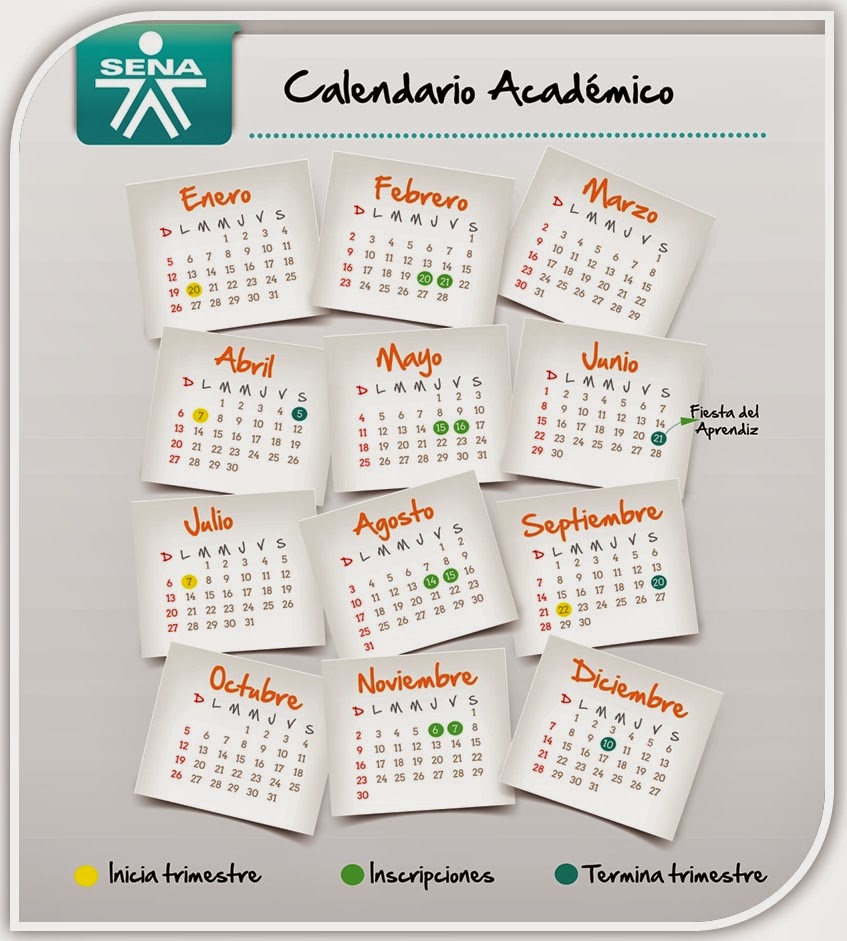 SENA
Calendario Académico
Enero
D L M M J V S
1 2 3 4
5 6 7 8 9 10 11
12 13 14 15 16 17 18
19 20 21 22 23 24 25
26 27 28 29 30 31
Febrero
D L M M J V S
1
2 3 4 5 6 7 8
9 10 11 12 13 14 15
16 17 18 19 20 21 22
23 24 25 26 27 28
Marzo
D L M M J V S
1
2 3 4 5 6 7 8
9 10 11 12 13 14 15
16 17 18 19 20 21 22
23 24 25 26 27 28 29
30 31
Abril
D L M M J V S
1 2 3 4 5
6 7 8 9 10 11 12
13 14 15 16 17 18 19
20 21 22 23 24 25 26
27 28 29 30
Mayo
D L M M J V S
1 2 3
4 5 6 7 8 9 10
11 12 13 14 15 16 17
18 19 20 21 22 23 24
25 26 27 28 29 30 31
Junio
D L M M J V S
1 2 3 4 5 6 7
8 9 10 11 12 13 14
15 16 17 18 19 20 21
22 23 24 25 26 27 28
29 30
Fiesta del
Aprendiz
Julio
D L M M J V S
1 2 3 4 5
6 7 8 9 10 11 12
13 14 15 16 17 18 19
20 21 22 23 24 25 26
27 28 29 30 31
Agosto
D L M M J V S
1 2
3 4 5 6 7 8 9
10 11 12 13 14 15 16
17 18 19 20 21 22 23
24 25 26 27 28 29 30
31
Septiembre
D L M M J V S
1 2 3 4 5 6
7 8 9 10 11 12 13
14 15 16 17 18 19 20
21 22 23 24 25 26 27
28 29 30
Octubre
D L M M J V S
1 2 3 4
5 6 7 8 9 10 11
12 13 14 15 16 17 18
19 20 21 22 23 24 25
26 27 28 29 30 31
Noviembre
D L M M J V S
1
2 3 4 5 6 7 8
9 10 11 12 13 14 15
16 17 18 19 20 21 22
23 24 25 26 27 28 29
30
Diciembre
D L M M J V S
1 2 3 4 5 6
7 8 9 10 11 12 13
14 15 16 17 18 19 20
21 22 23 24 25 26 27
28 29 30 31
Inicia trimestre
Inscripciones
Termina trimestre